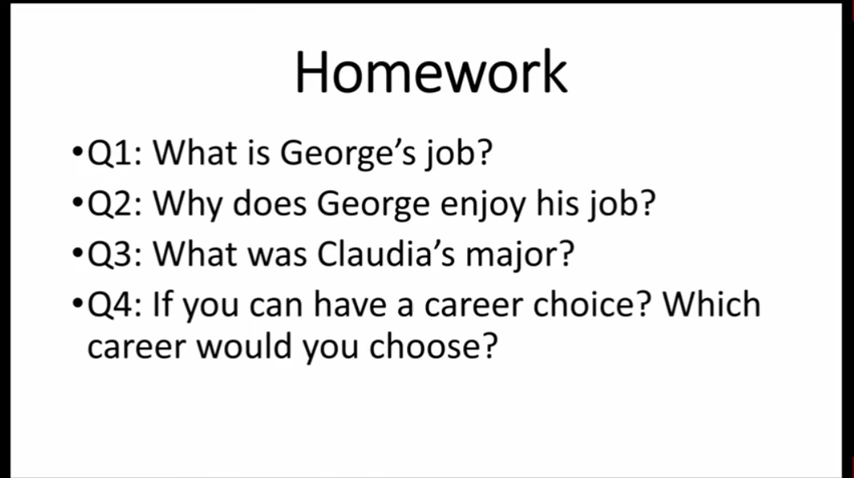 Homework
•Q1: What is George's job?
•Q2: Why does George enjoy his job?
•Q3: What was Claudia's major?
•Q4: If you can have a career choice? Which
career would you choose?